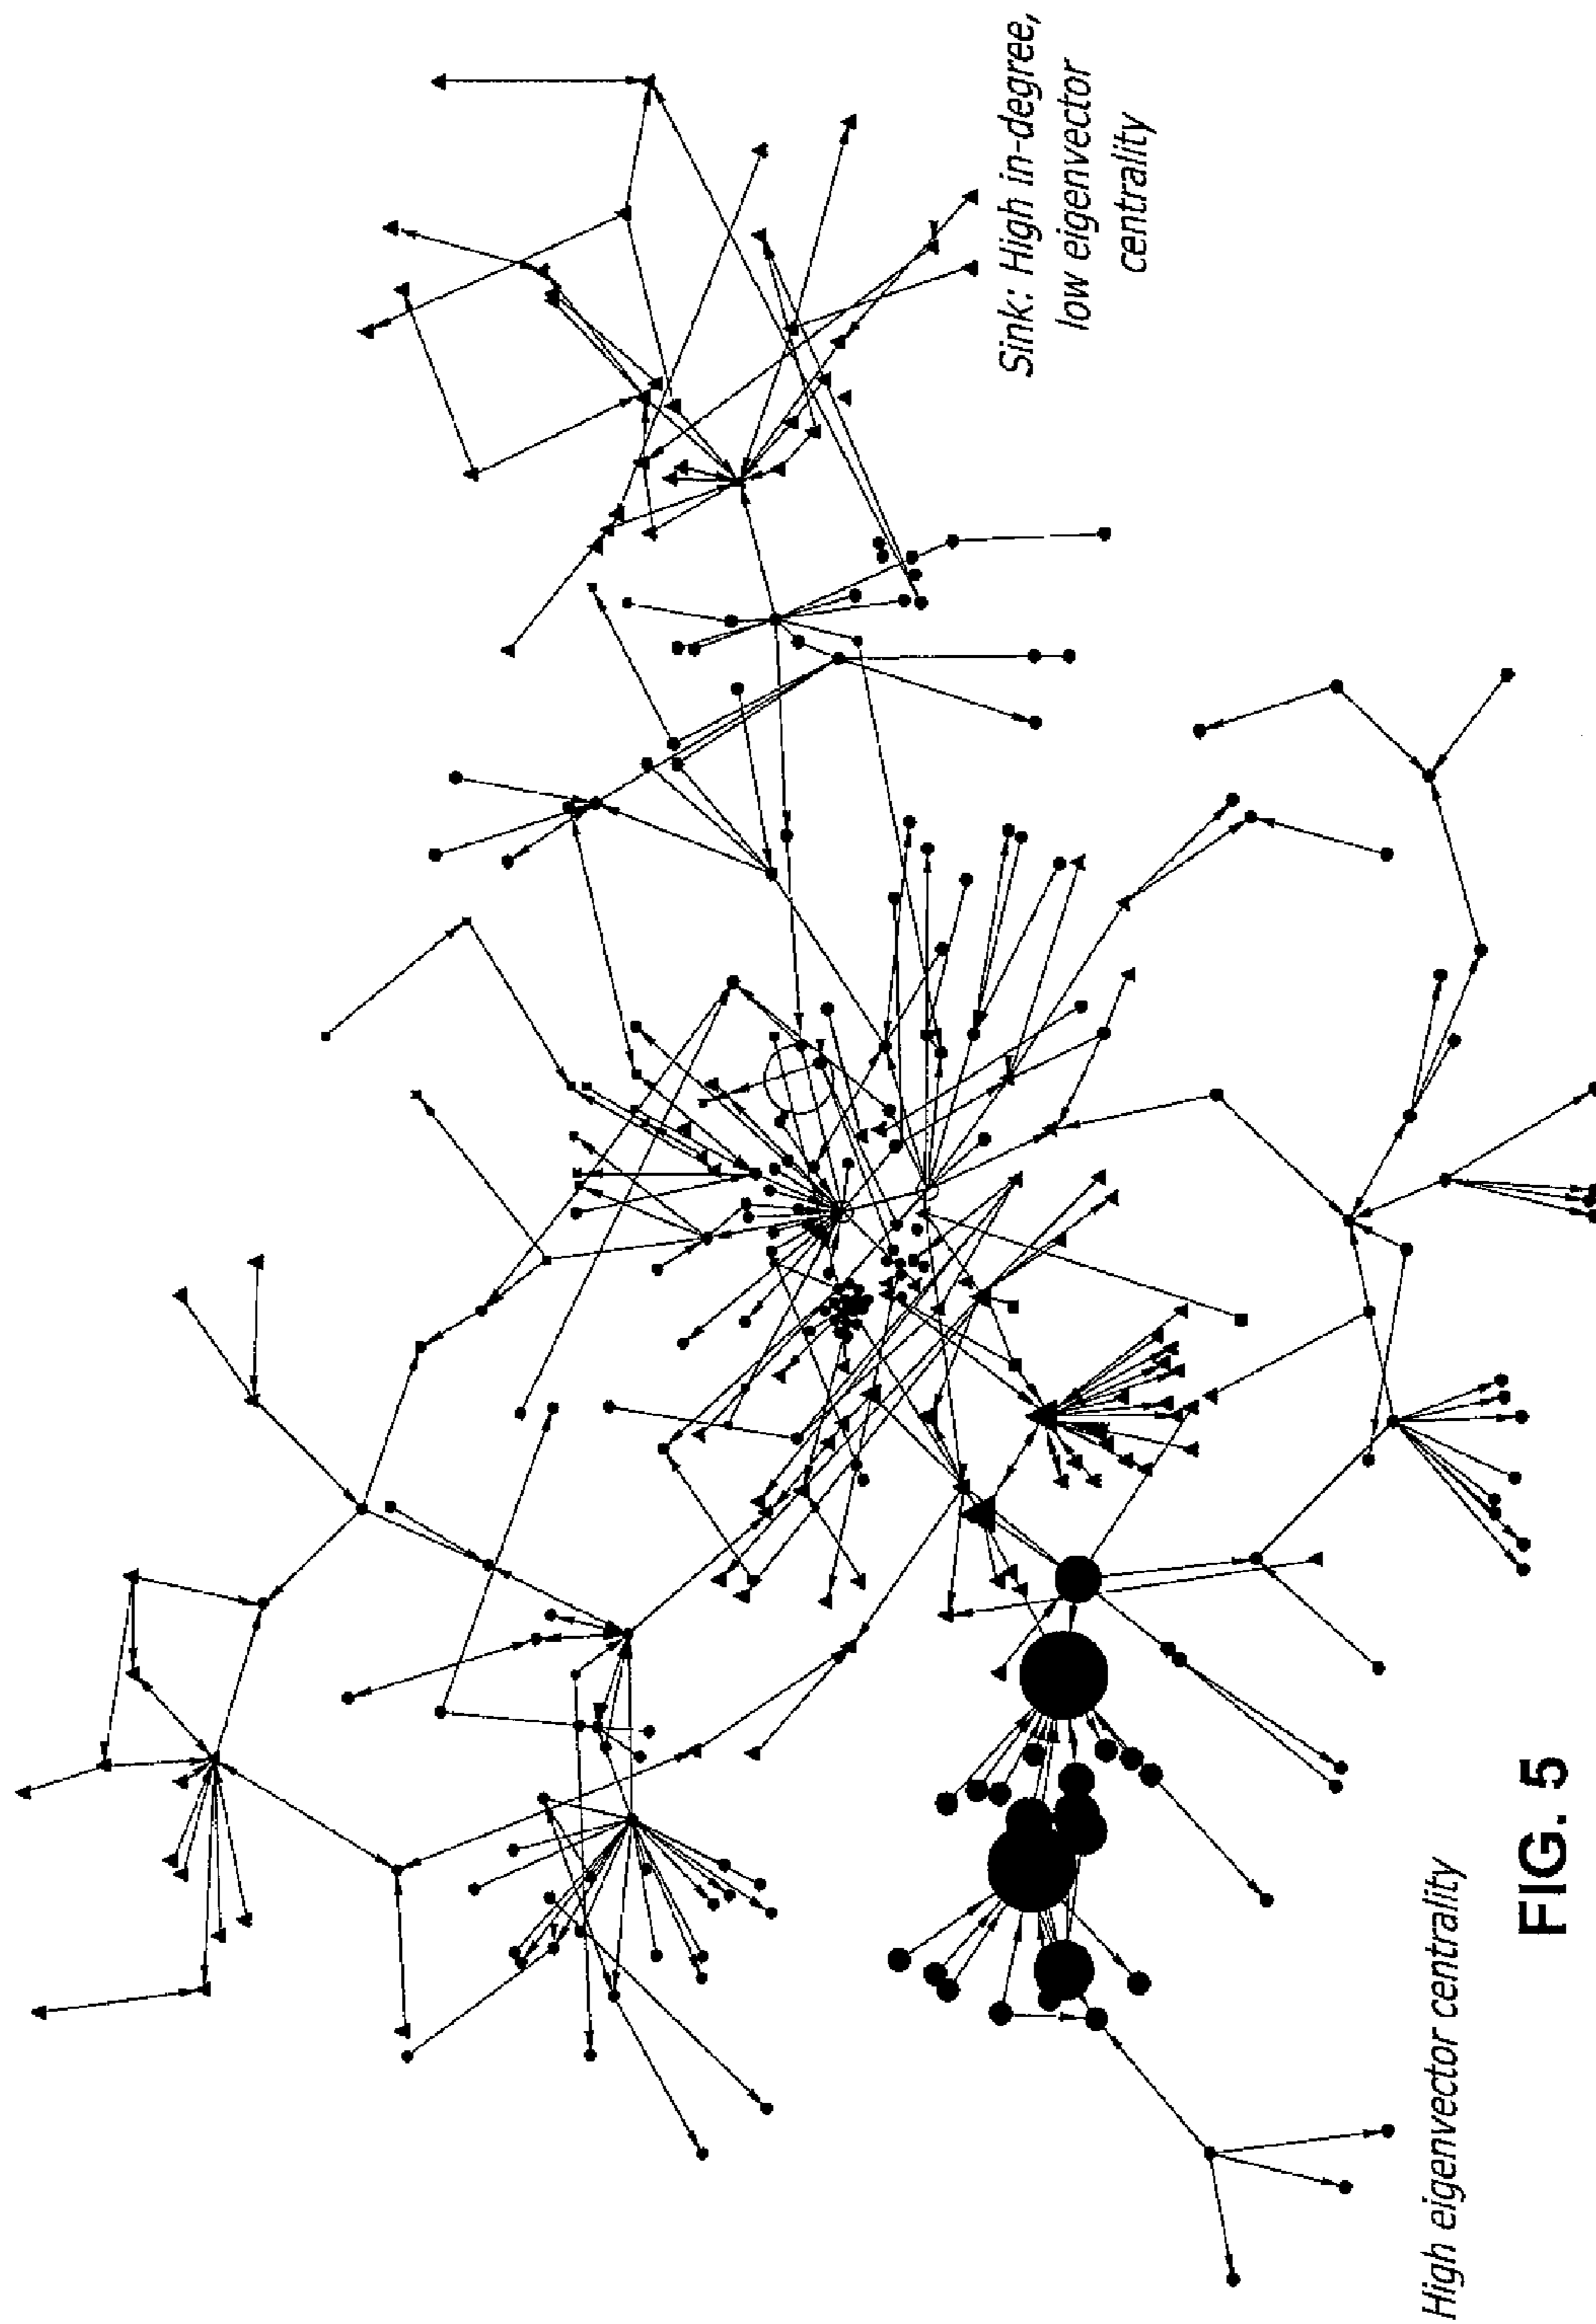 Sink: High in-degree,
low eigenvector
centrality
High eigenvector centrality
FIG. 5